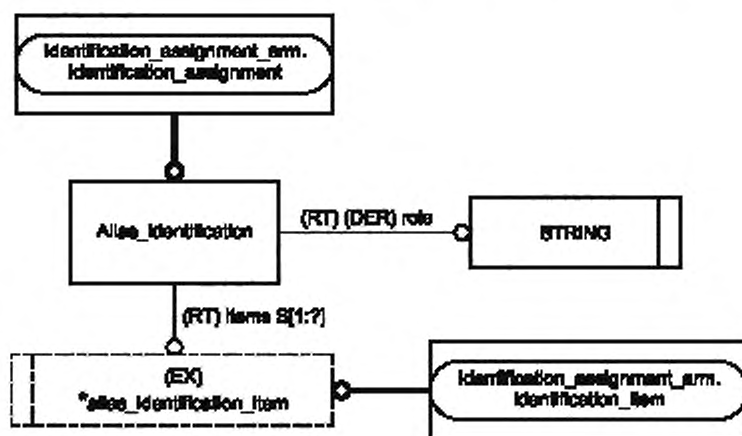 Identification_assignment_arm.
Identification_assignment
Alias_Identification
(RT) (DER) role
STRING
(RT) items S[1:?]
(EX)
*alias_identification_item
Identification_assignment_arm.
Identification_item